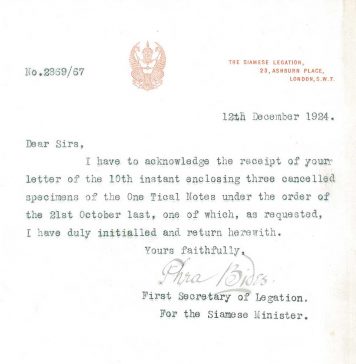 No.2369/67
THE SIAMESE LEGATION,
23, ASHBURN PLACE,
LONDON, S.W.7.
12th December 1924.
Dear Sirs,
I have to acknowledge the receipt of your
letter of the 10th instant enclosing three cancelled
specimens of the One Tical Notes under the order of
the 21st October last, one of which, as requested,
I have duly initialled and return herewith.
Yours faithfully,
Phra
First Secretary of Legation.
For the Siamese Minister.